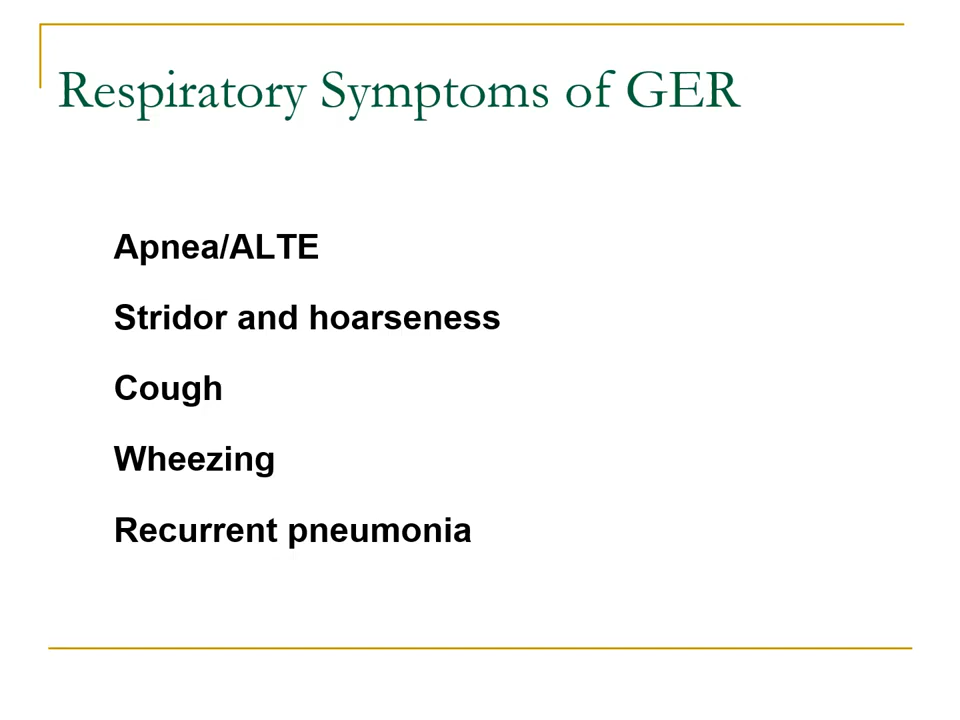 Respiratory Symptoms of GER
Apnea/ALTE
Stridor and hoarseness
Cough
Wheezing
Recurrent pneumonia